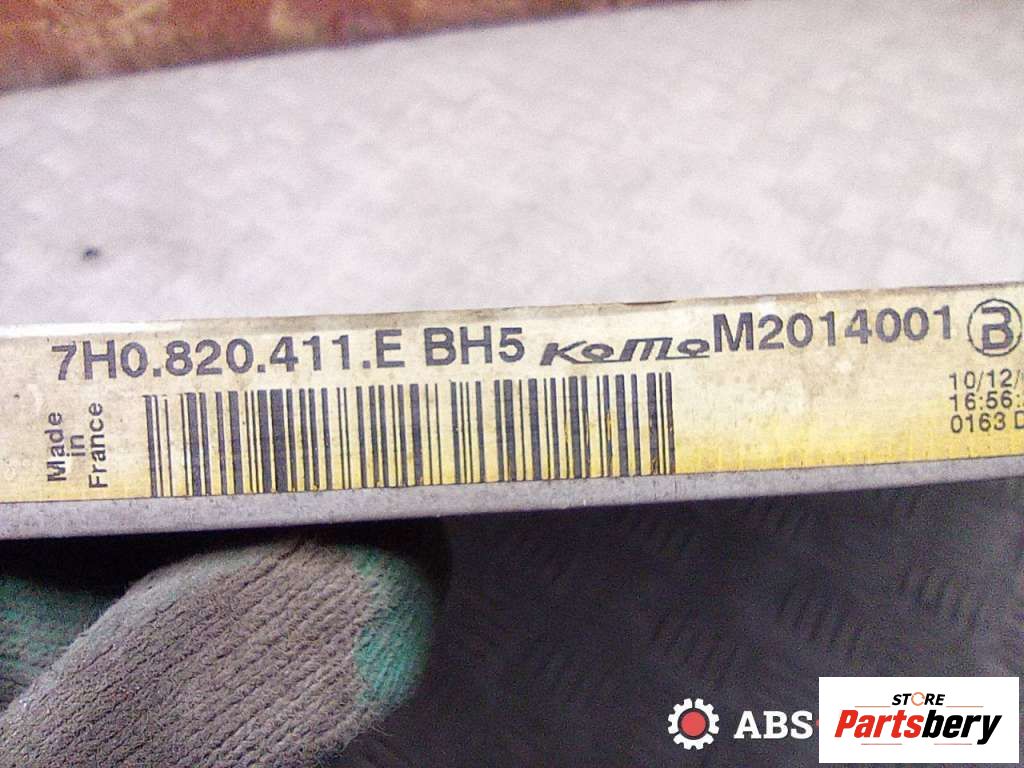 7H0.820.411.E BH5 KoMo M2014001 B
10/12/
16:56:
0163 D
Made
in
France
ABS
STORE
Partsbery